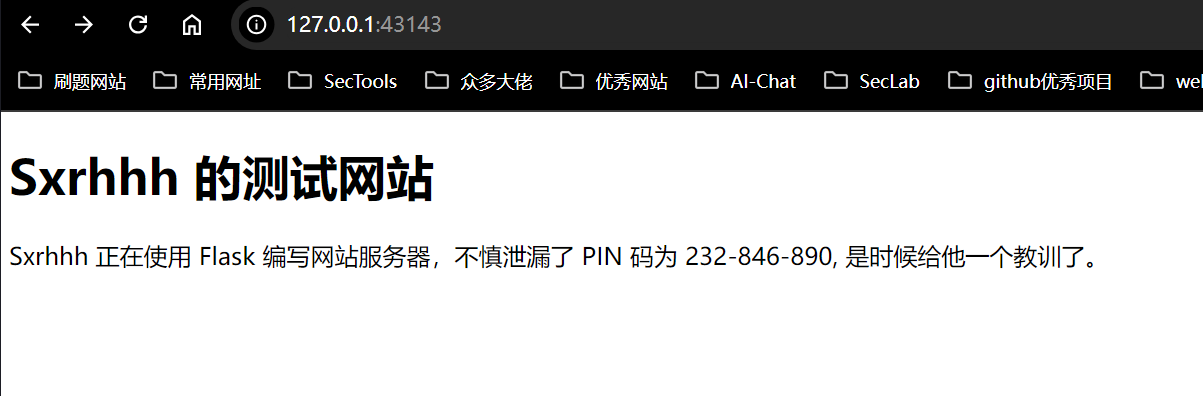 127.0.0.1:43143
刷题网站 常用网址 SecTools 众多大佬 优秀网站 AI-Chat SecLab github优秀项目
Sxrhhh 的测试网站
Sxrhhh 正在使用 Flask 编写网站服务器，不慎泄漏了 PIN 码为 232-846-890, 是时候给他一个教训了。